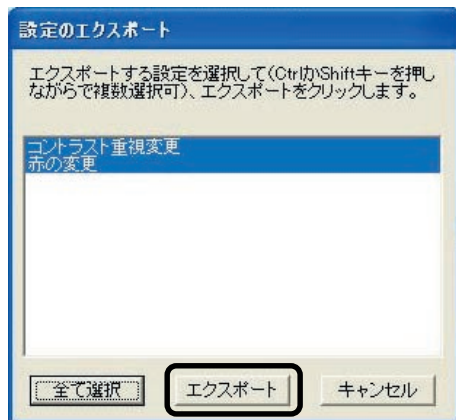 設定のエクスポート
エクスポートする設定を選択して(CtrlかShiftキーを押し
ながらで複数選択可)、エクスポートをクリックします。
コントラスト重視変更
赤の変更
全て選択
エクスポート
キャンセル